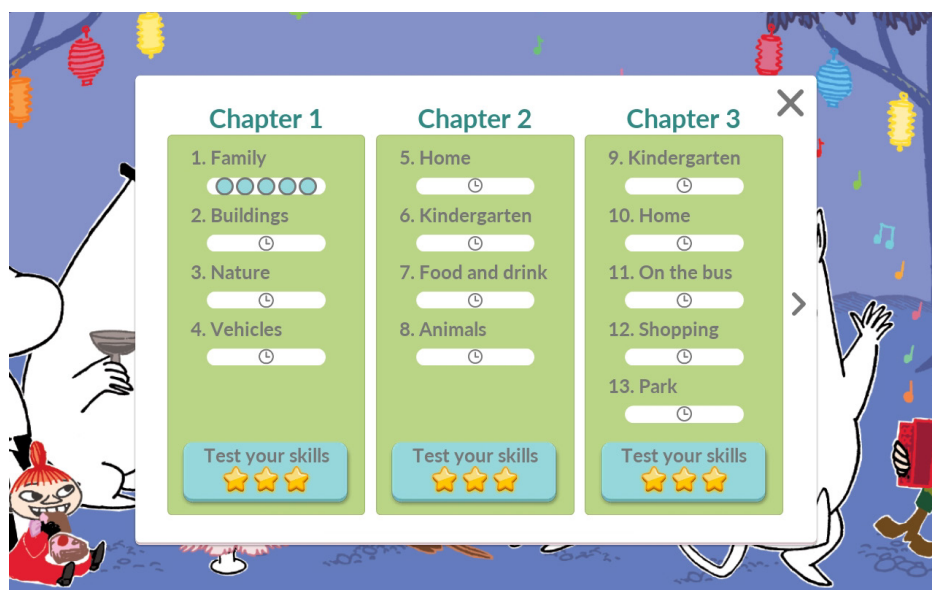 Chapter 1
1. Family
2. Buildings
3. Nature
4. Vehicles
Test your skills
Chapter 2
5. Home
6. Kindergarten
7. Food and drink
8. Animals
Test your skills
Chapter 3
9. Kindergarten
10. Home
11. On the bus
12. Shopping
13. Park
Test your skills